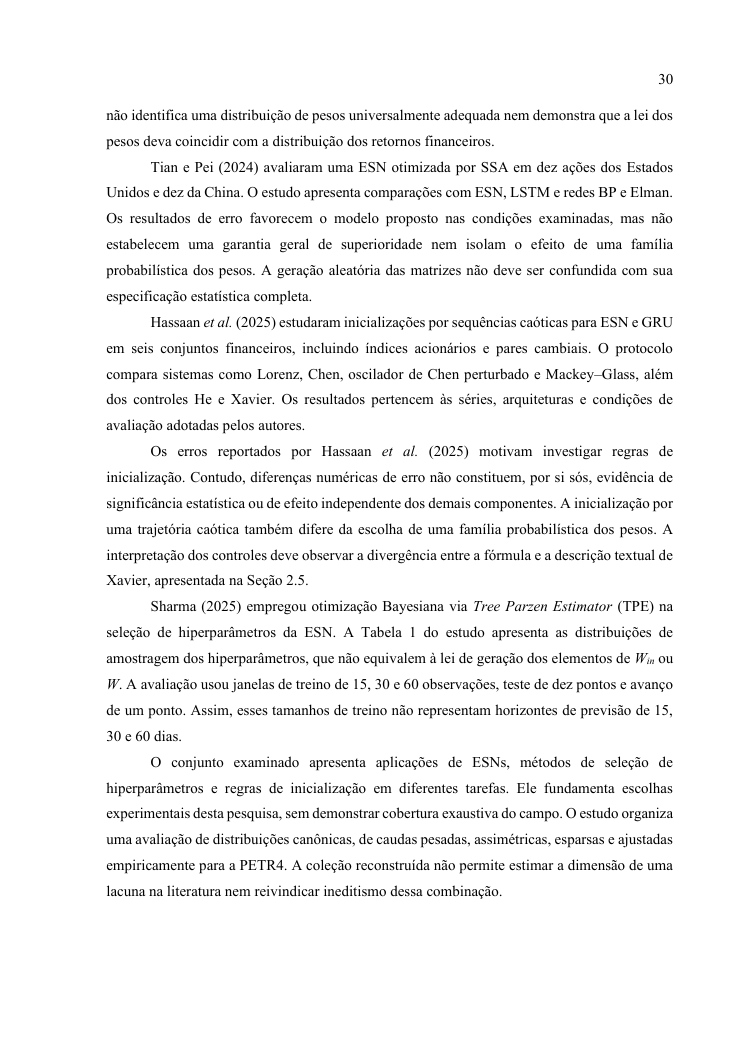 30
não identifica uma distribuição de pesos universalmente adequada nem demonstra que a lei dos
pesos deva coincidir com a distribuição dos retornos financeiros.
Tian e Pei (2024) avaliaram uma ESN otimizada por SSA em dez ações dos Estados
Unidos e dez da China. O estudo apresenta comparações com ESN, LSTM e redes BP e Elman.
Os resultados de erro favorecem o modelo proposto nas condições examinadas, mas não
estabelecem uma garantia geral de superioridade nem isolam o efeito de uma família
probabilística dos pesos. A geração aleatória das matrizes não deve ser confundida com sua
especificação estatística completa.
Hassaan et al. (2025) estudaram inicializações por sequências caóticas para ESN e GRU
em seis conjuntos financeiros, incluindo índices acionários e pares cambiais. O protocolo
compara sistemas como Lorenz, Chen, oscilador de Chen perturbado e Mackey–Glass, além
dos controles He e Xavier. Os resultados pertencem às séries, arquiteturas e condições de
avaliação adotadas pelos autores.
Os erros reportados por Hassaan et al. (2025) motivam investigar regras de
inicialização. Contudo, diferenças numéricas de erro não constituem, por si sós, evidência de
significância estatística ou de efeito independente dos demais componentes. A inicialização por
uma trajetória caótica também difere da escolha de uma família probabilística dos pesos. A
interpretação dos controles deve observar a divergência entre a fórmula e a descrição textual de
Xavier, apresentada na Seção 2.5.
Sharma (2025) empregou otimização Bayesiana via Tree Parzen Estimator (TPE) na
seleção de hiperparâmetros da ESN. A Tabela 1 do estudo apresenta as distribuições de
amostragem dos hiperparâmetros, que não equivalem à lei de geração dos elementos de Win ou
W. A avaliação usou janelas de treino de 15, 30 e 60 observações, teste de dez pontos e avanço
de um ponto. Assim, esses tamanhos de treino não representam horizontes de previsão de 15,
30 e 60 dias.
O conjunto examinado apresenta aplicações de ESNs, métodos de seleção de
hiperparâmetros e regras de inicialização em diferentes tarefas. Ele fundamenta escolhas
experimentais desta pesquisa, sem demonstrar cobertura exaustiva do campo. O estudo organiza
uma avaliação de distribuições canônicas, de caudas pesadas, assimétricas, esparsas e ajustadas
empiricamente para a PETR4. A coleção reconstruída não permite estimar a dimensão de uma
lacuna na literatura nem reivindicar ineditismo dessa combinação.